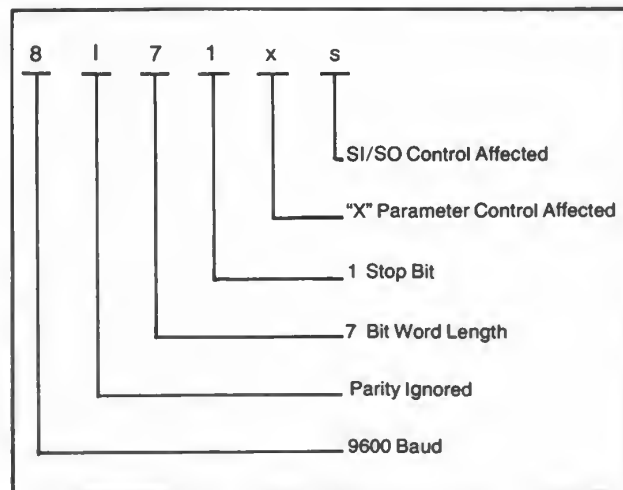 8 I 7 1 x s
SI/SO Control Affected
“X” Parameter Control Affected
1 Stop Bit
7 Bit Word Length
Parity Ignored
9600 Baud